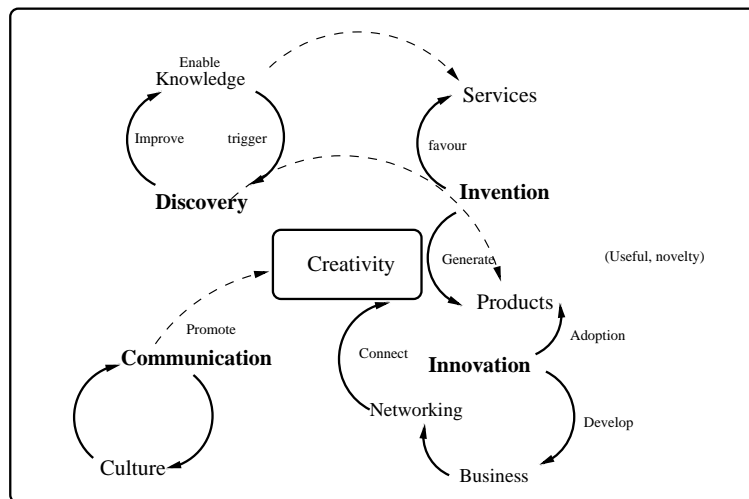 Enable
Knowledge
Services
Improve
trigger
favour
Discovery
Invention
Creativity
Generate
(Useful, novelty)
Products
Promote
Adoption
Communication
Connect
Innovation
Networking
Develop
Culture
Business